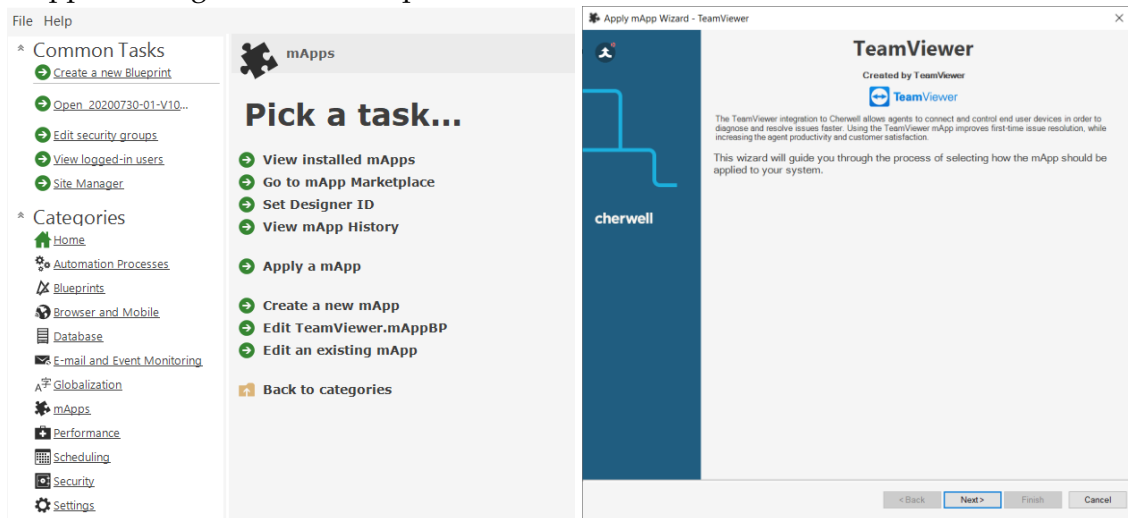 File Help
Common Tasks
Create a new Blueprint
Open 20200730-01-V10...
Edit security groups
View logged-in users
Site Manager
Categories
Home
Automation Processes
Blueprints
Browser and Mobile
Database
E-mail and Event Monitoring
Globalization
mApps
Performance
Scheduling
Security
Settings
mApps
Pick a task...
View installed mApps
Go to mApp Marketplace
Set Designer ID
View mApp History
Apply a mApp
Create a new mApp
Edit TeamViewer.mAppBP
Edit an existing mApp
Back to categories
Apply mApp Wizard - TeamViewer
cherwell
TeamViewer
Created by TeamViewer
TeamViewer
The TeamViewer integration to Cherwell allows agents to connect and control end user devices in order to
diagnose and resolve issues faster. Using the TeamViewer mApp improves first-time issue resolution, while
increasing the agent productivity and customer satisfaction.
This wizard will guide you through the process of selecting how the mApp should be
applied to your system.
< Back Next > Finish Cancel